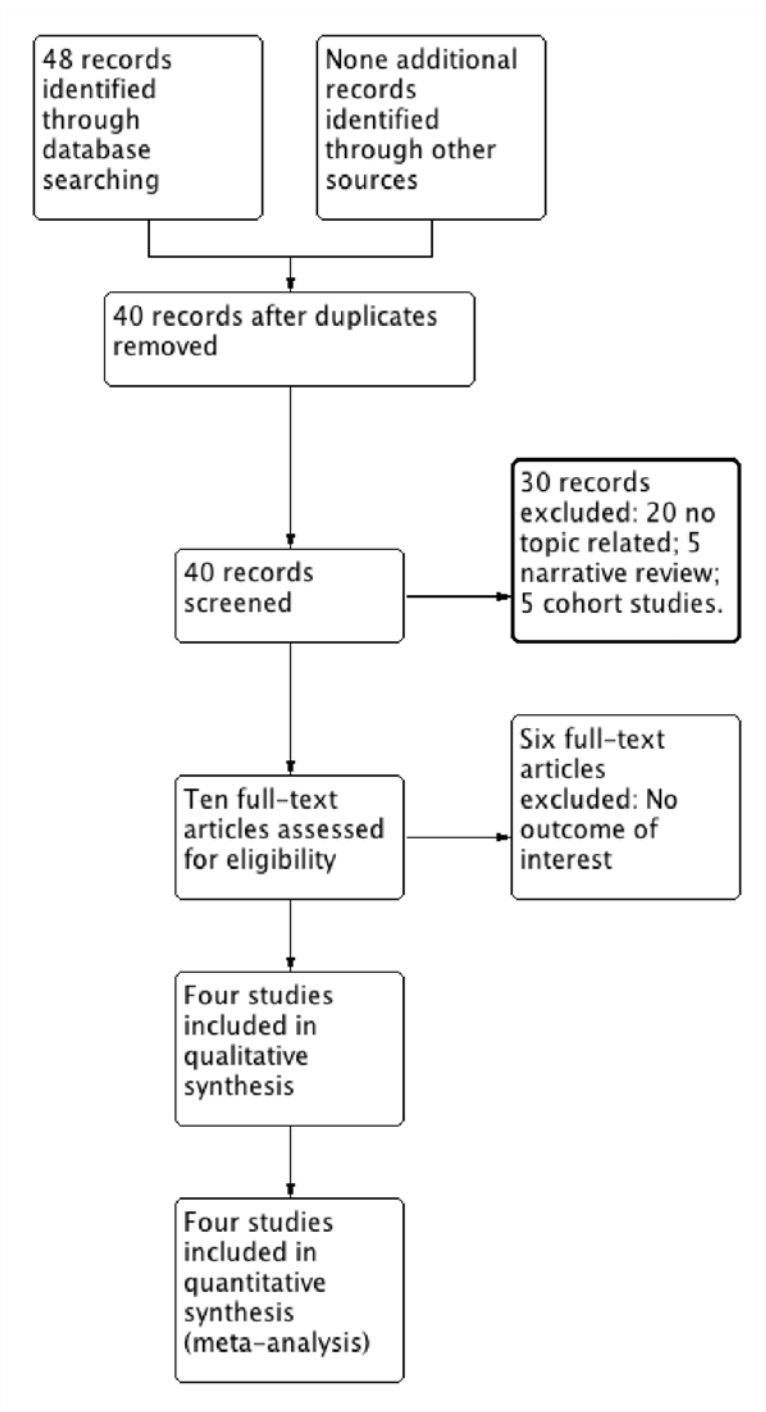 48 records
identified
through
database
searching
None additional
records
identified
through other
sources
40 records after duplicates
removed
40 records
screened
30 records
excluded: 20 no
topic related; 5
narrative review;
5 cohort studies.
Ten full-text
articles assessed
for eligibility
Six full-text
articles
excluded: No
outcome of
interest
Four studies
included in
qualitative
synthesis
Four studies
included in
quantitative
synthesis
(meta-analysis)